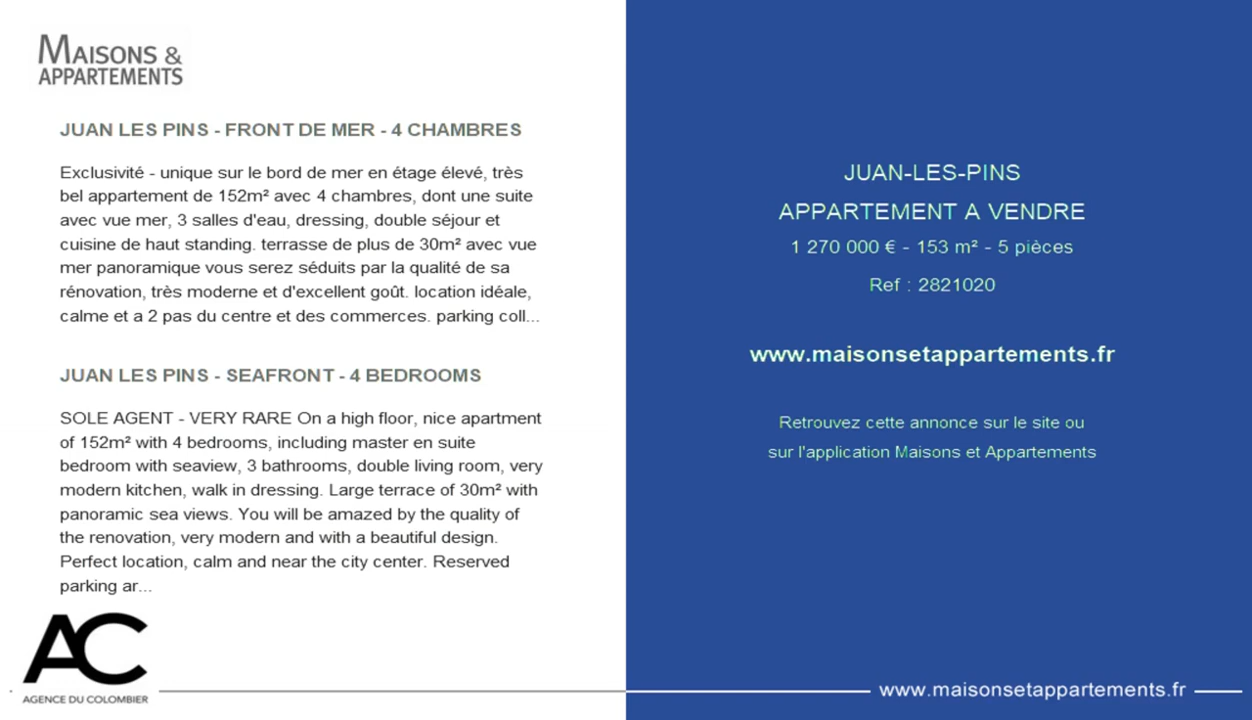 MAISONS &
APPARTEMENTS
JUAN LES PINS - FRONT DE MER - 4 CHAMBRES
Exclusivité - unique sur le bord de mer en étage élevé, très
bel appartement de 152m² avec 4 chambres, dont une suite
avec vue mer, 3 salles d'eau, dressing, double séjour et
cuisine de haut standing. terrasse de plus de 30m² avec vue
mer panoramique vous serez séduits par la qualité de sa
rénovation, très moderne et d'excellent goût. location idéale,
calme et a 2 pas du centre et des commerces. parking coll...
JUAN LES PINS - SEAFRONT - 4 BEDROOMS
SOLE AGENT - VERY RARE On a high floor, nice apartment
of 152m² with 4 bedrooms, including master en suite
bedroom with seaview, 3 bathrooms, double living room, very
modern kitchen, walk in dressing. Large terrace of 30m² with
panoramic sea views. You will be amazed by the quality of
the renovation, very modern and with a beautiful design.
Perfect location, calm and near the city center. Reserved
parking ar...
AC
AGENCE DU COLOMBIER
JUAN-LES-PINS
APPARTEMENT A VENDRE
1 270 000 € - 153 m² - 5 pièces
Ref : 2821020
www.maisonsetappartements.fr
Retrouvez cette annonce sur le site ou
sur l'application Maisons et Appartements
www.maisonsetappartements.fr